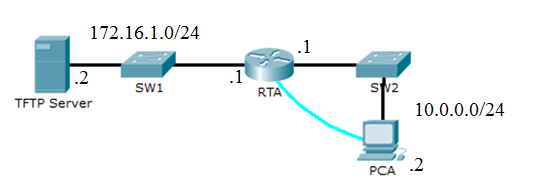 172.16.1.0/24
.1
.2
.1
SW1
RTA
SW2
TFTP Server
10.0.0.0/24
PCA
.2